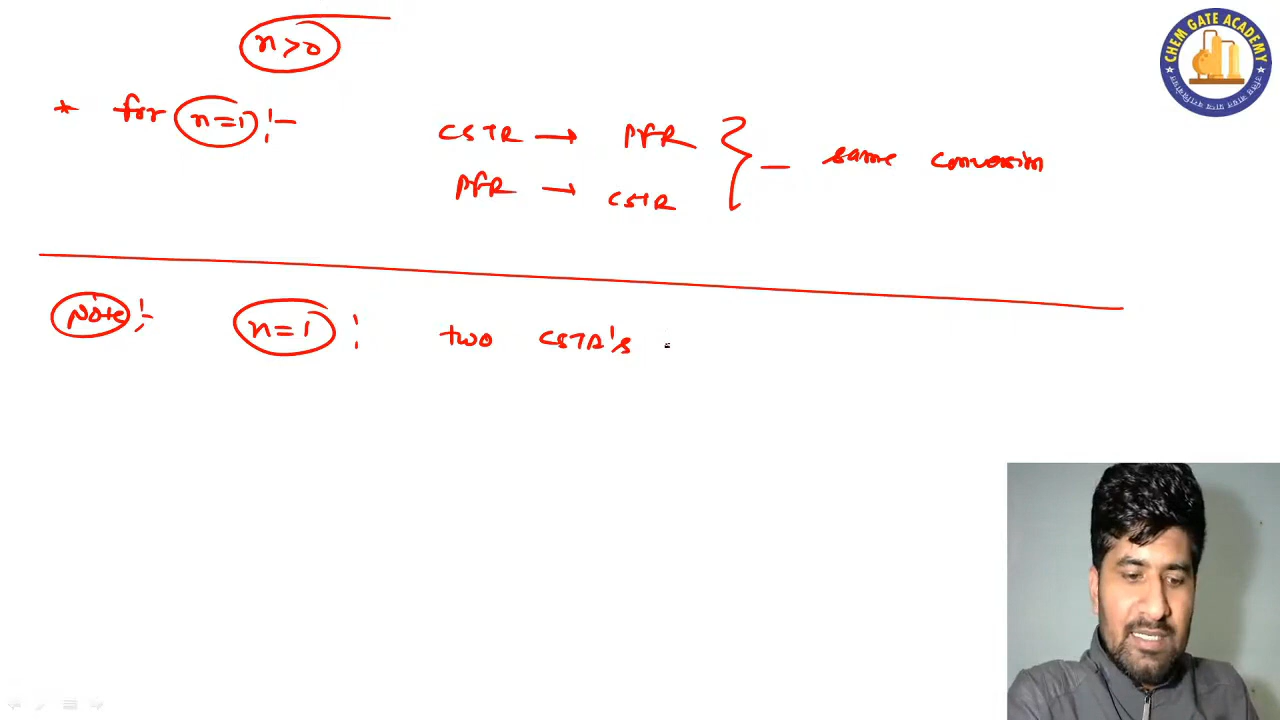 n>0
* for n=1 :-
CSTR → PFR } — same conversion
PFR → CSTR
Note :- n=1 : two CSTR's
CHEM GATE ACADEMY